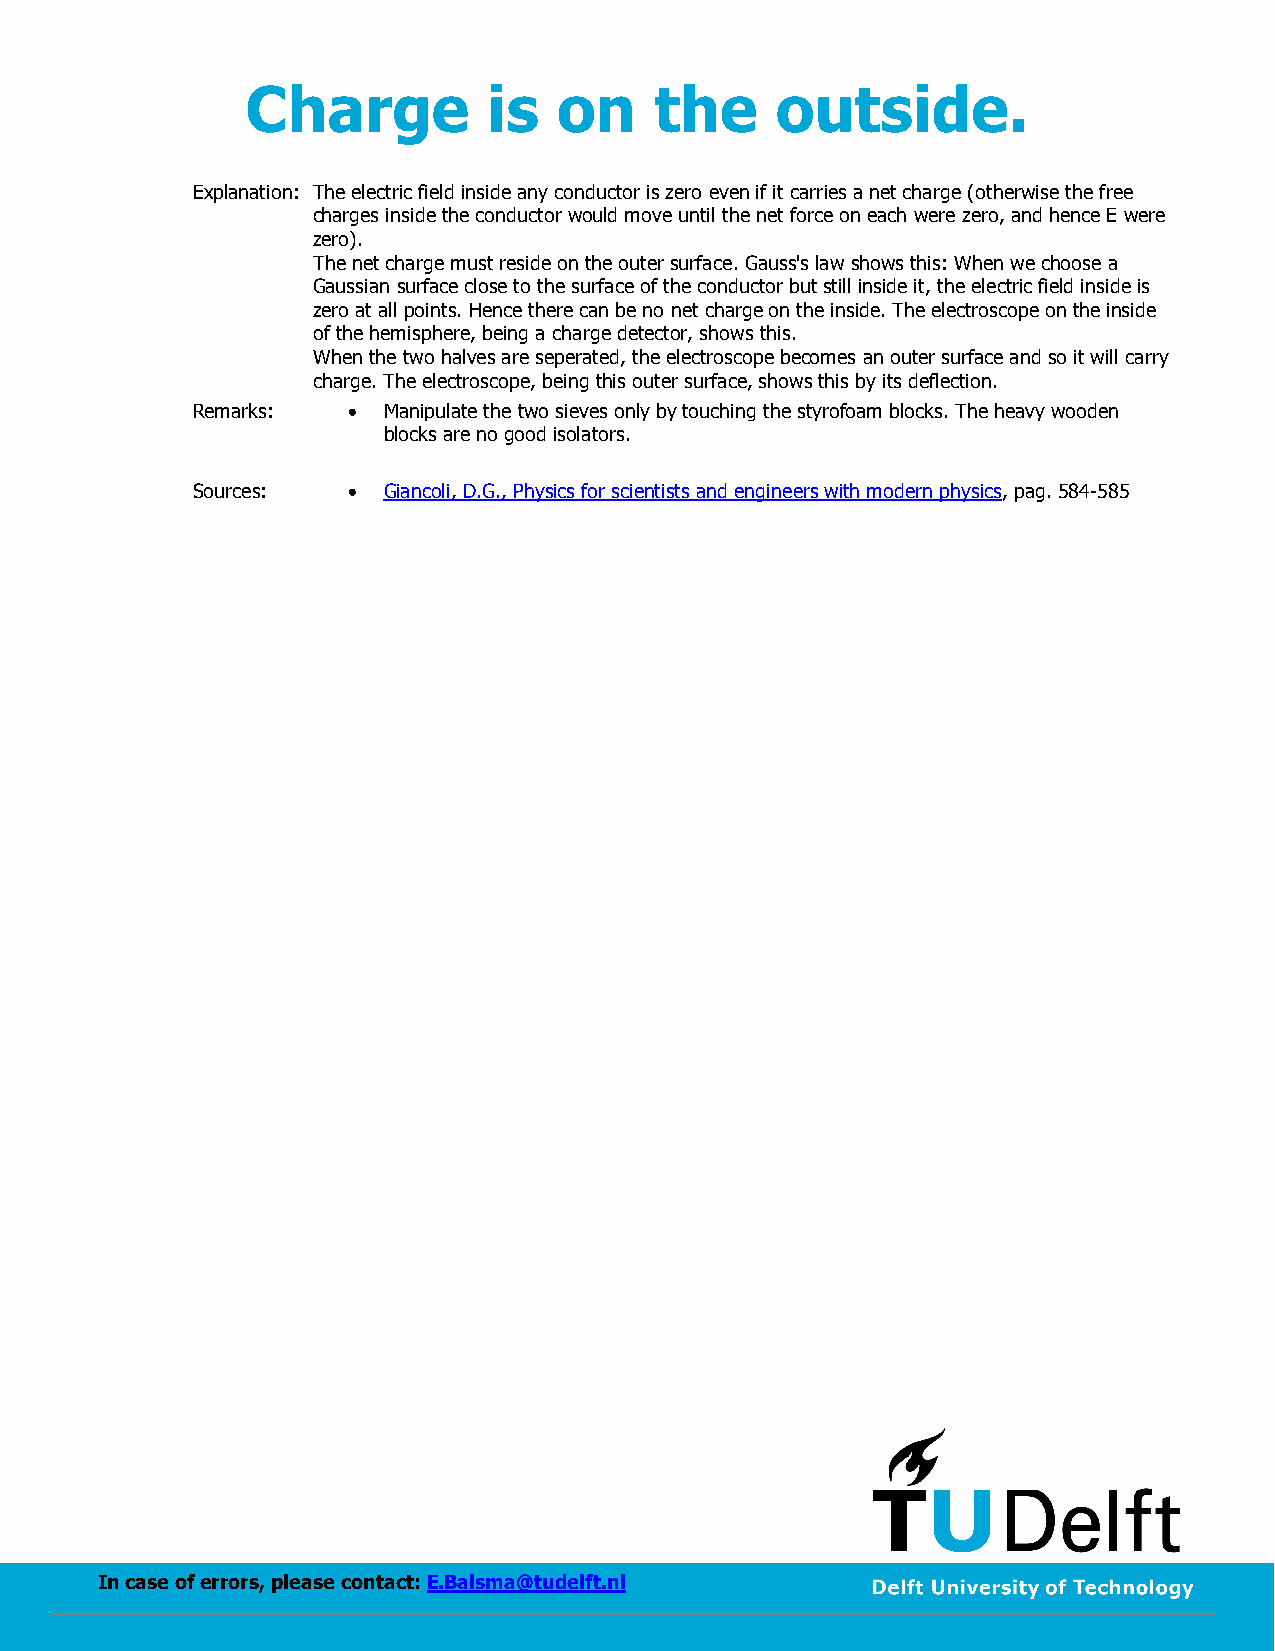 Charge is on the outside.
Explanation: The electric field inside any conductor is zero even if it carries a net charge (otherwise the free
charges inside the conductor would move until the net force on each were zero, and hence E were
zero).
The net charge must reside on the outer surface. Gauss's law shows this: When we choose a
Gaussian surface close to the surface of the conductor but still inside it, the electric field inside is
zero at all points. Hence there can be no net charge on the inside. The electroscope on the inside
of the hemisphere, being a charge detector, shows this.
When the two halves are seperated, the electroscope becomes an outer surface and so it will carry
charge. The electroscope, being this outer surface, shows this by its deflection.
Remarks: • Manipulate the two sieves only by touching the styrofoam blocks. The heavy wooden
blocks are no good isolators.
Sources: • Giancoli, D.G., Physics for scientists and engineers with modern physics, pag. 584-585
TUDelft
In case of errors, please contact: E.Balsma@tudelft.nl
Delft University of Technology